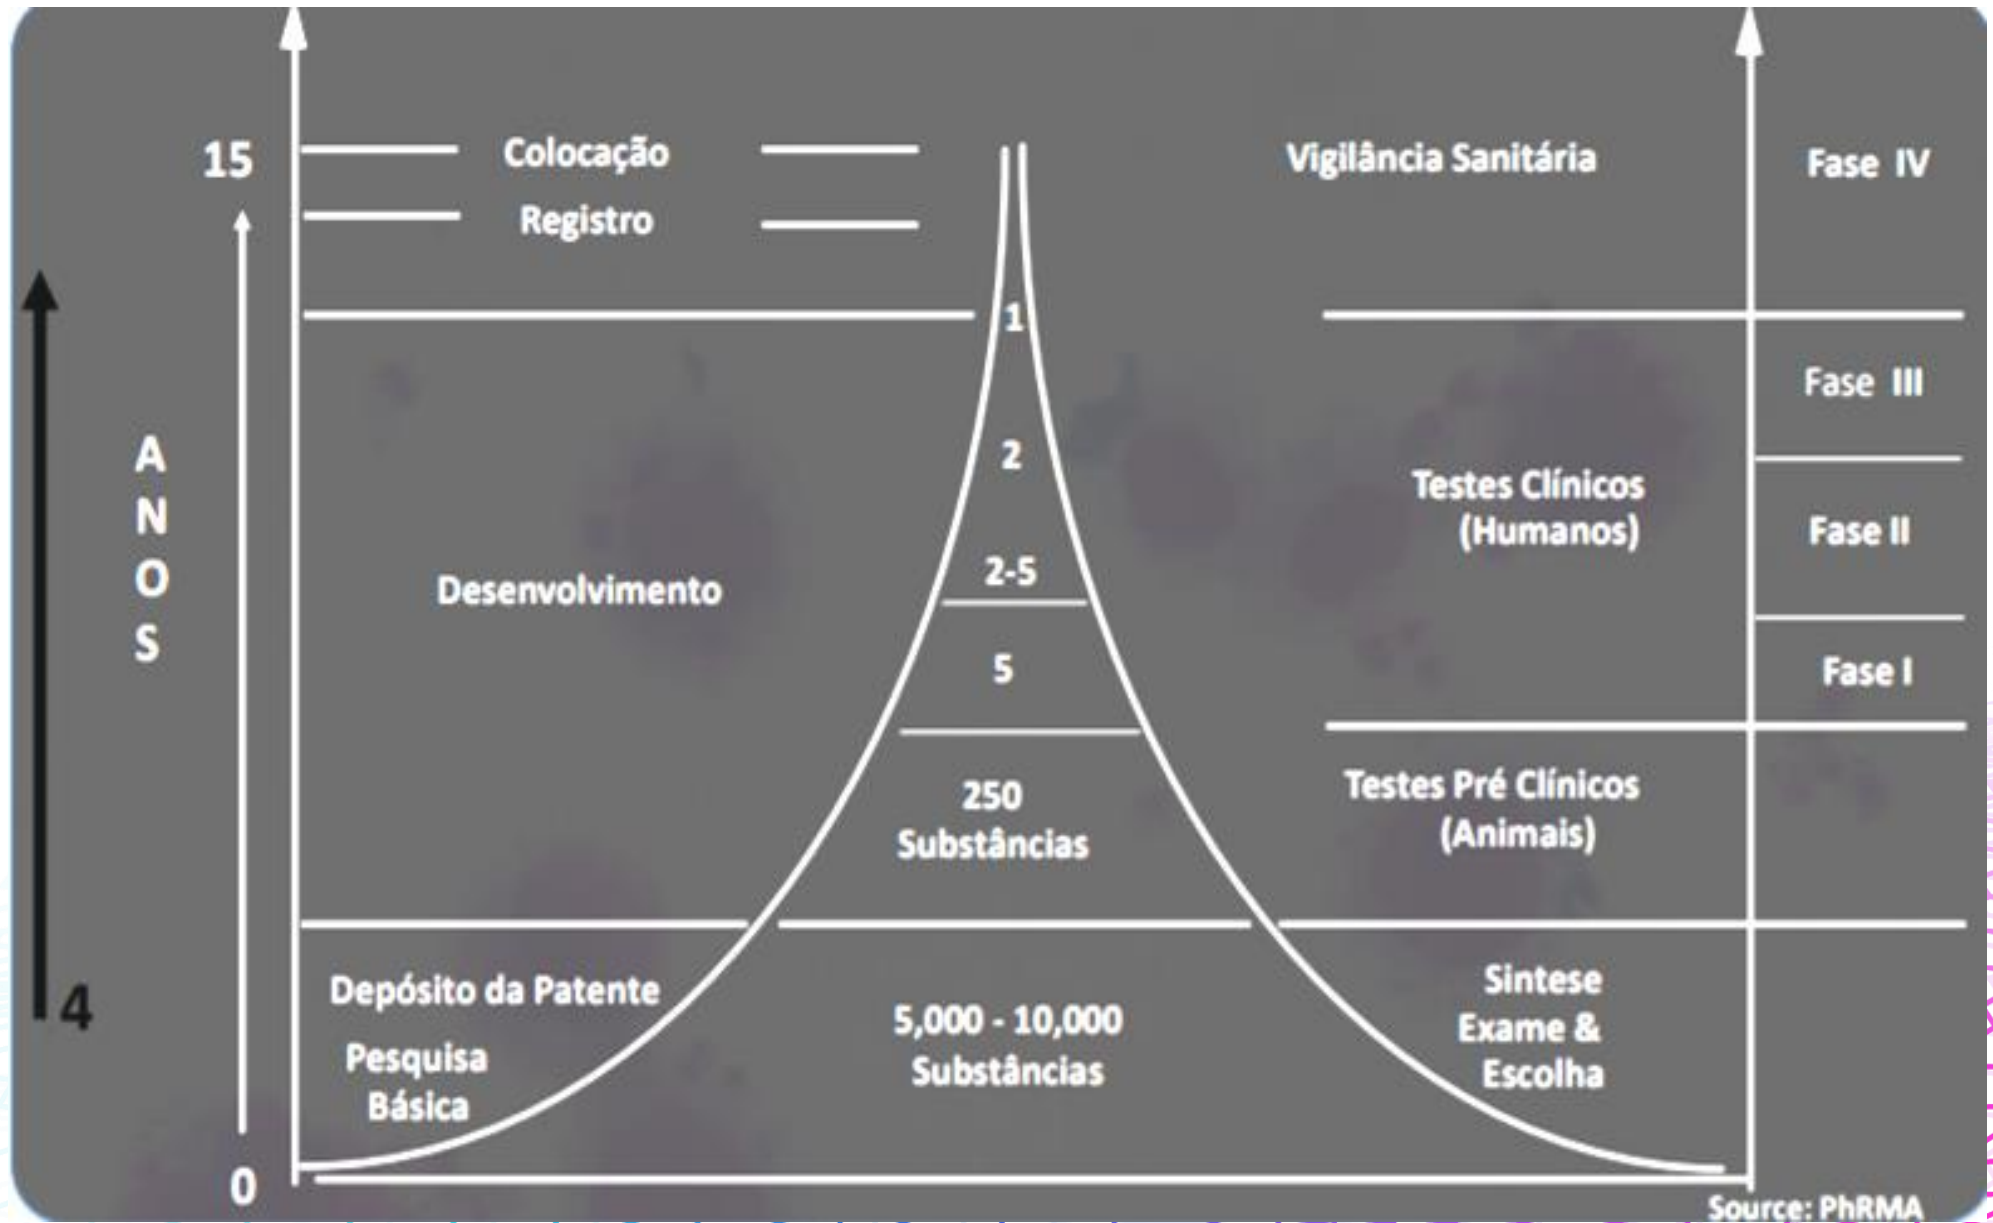 15
Colocação
Vigilância Sanitária
Fase IV
Registro
1
Fase III
A
N
O
S
2
Testes Clínicos
(Humanos)
Fase II
2-5
Desenvolvimento
5
Fase I
250
Substâncias
Testes Pré Clínicos
(Animais)
4
Depósito da Patente
Pesquisa
Básica
5,000 - 10,000
Substâncias
Sintese
Exame &
Escolha
0
Source: PhRMA